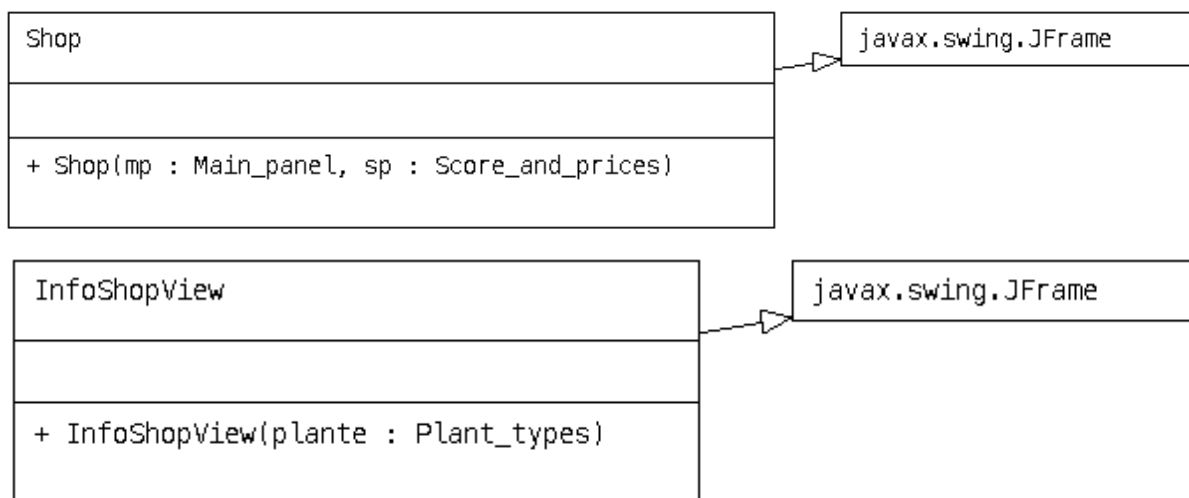 Shop
javax.swing.JFrame
+ Shop(mp : Main_panel, sp : Score_and_prices)
InfoShopView
javax.swing.JFrame
+ InfoShopView(plante : Plant_types)